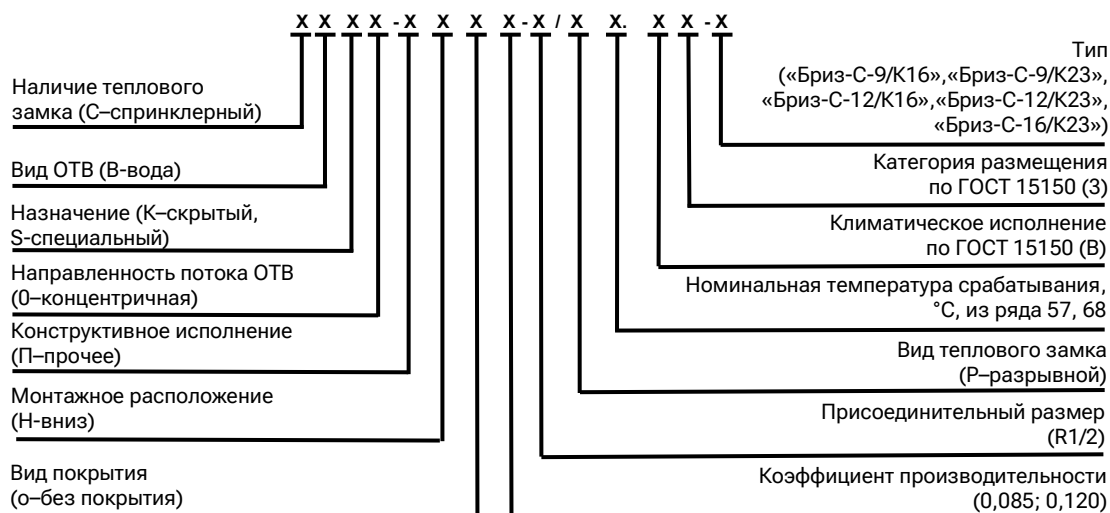 X X X X - X X X X - X / X X. X X - X
Наличие теплового
замка (С–спринклерный)
Вид ОТВ (В-вода)
Назначение (К–скрытый,
S-специальный)
Направленность потока ОТВ
(0–концентричная)
Конструктивное исполнение
(П–прочее)
Монтажное расположение
(Н-вниз)
Вид покрытия
(о–без покрытия)
Тип
(«Бриз-С-9/К16»,«Бриз-С-9/К23»,
«Бриз-С-12/К16»,«Бриз-С-12/К23»,
«Бриз-С-16/К23»)
Категория размещения
по ГОСТ 15150 (3)
Климатическое исполнение
по ГОСТ 15150 (В)
Номинальная температура срабатывания,
°С, из ряда 57, 68
Вид теплового замка
(Р–разрывной)
Присоединительный размер
(R1/2)
Коэффициент производительности
(0,085; 0,120)